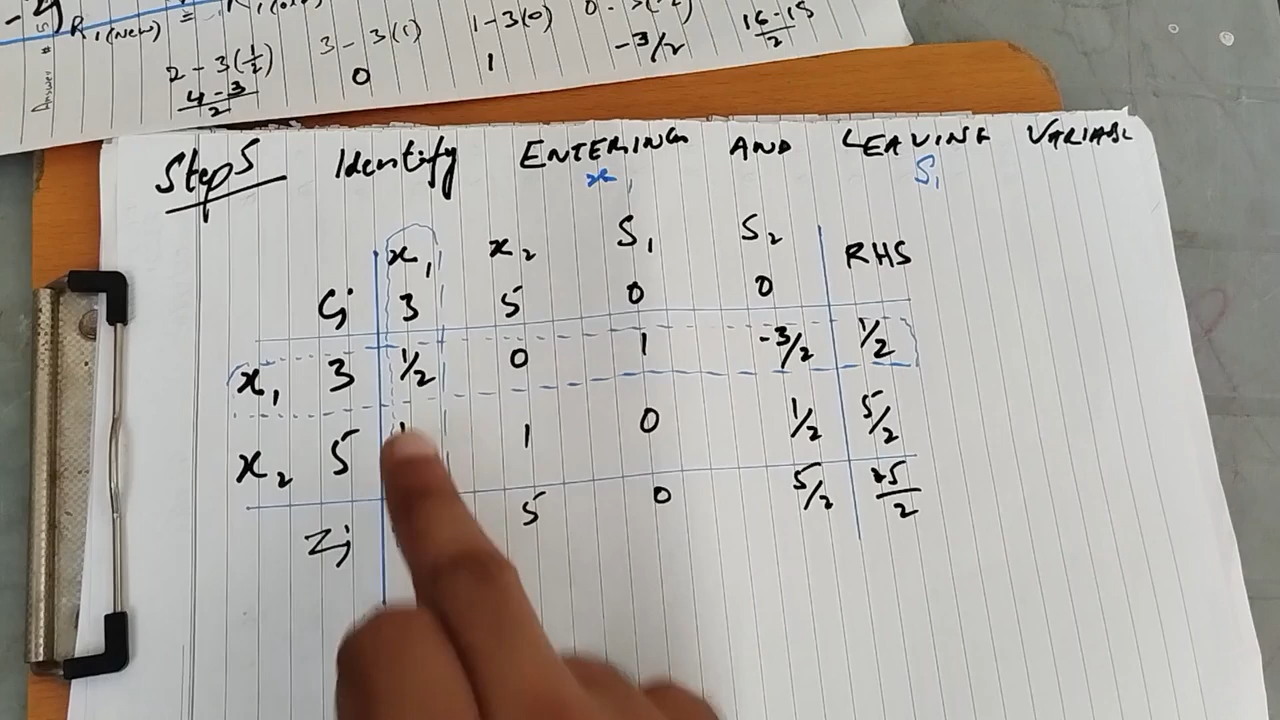 R1(New) =
2-3(½) 3-3(1) 1-3(0)
4-3/2 0 1 -3/2 16-15/2
Step 5 Identify ENTERING AND LEAVING VARIABLE
x S1
x1 x2 S1 S2 RHS
Cj 3 5 0 0
x1 3 ½ 0 1 -3/2 ½
x2 5 1 0 ½ 5/2
Zj 5 0 5/2 25/2